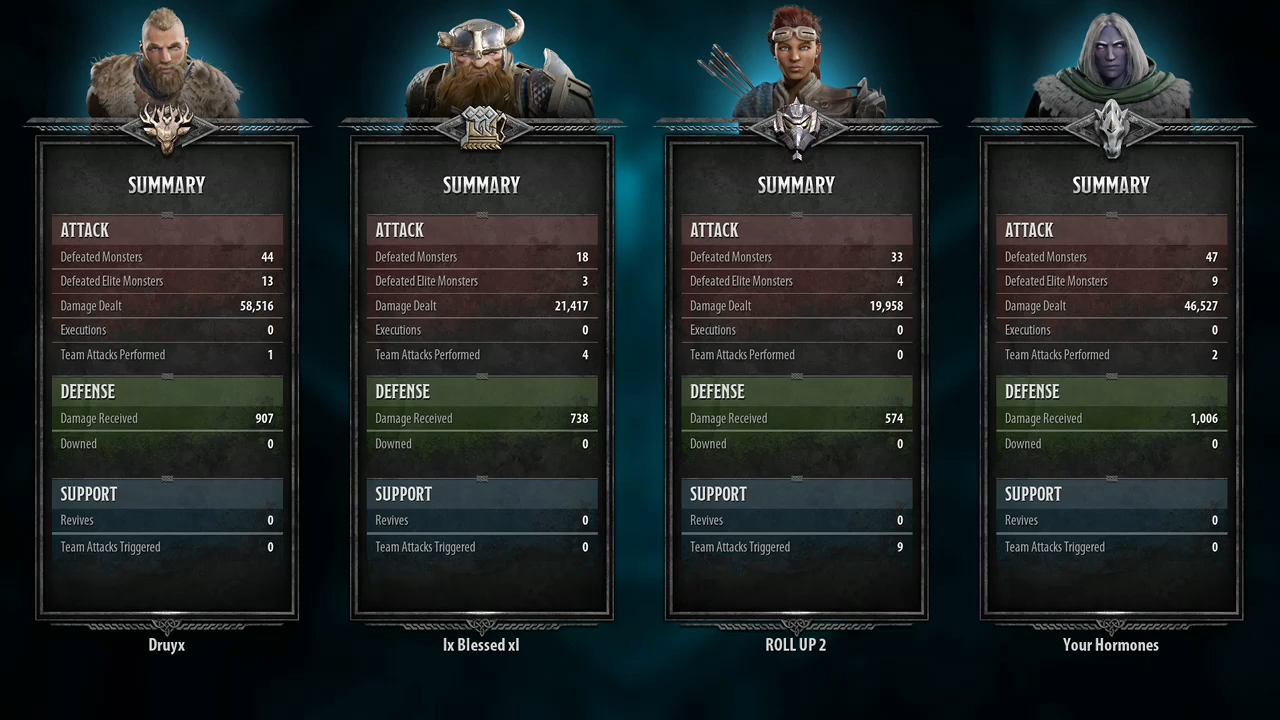 SUMMARY
ATTACK
Defeated Monsters 44
Defeated Elite Monsters 13
Damage Dealt 58,516
Executions 0
Team Attacks Performed 1
DEFENSE
Damage Received 907
Downed 0
SUPPORT
Revives 0
Team Attacks Triggered 0
Druyx
SUMMARY
ATTACK
Defeated Monsters 18
Defeated Elite Monsters 3
Damage Dealt 21,417
Executions 0
Team Attacks Performed 4
DEFENSE
Damage Received 738
Downed 0
SUPPORT
Revives 0
Team Attacks Triggered 0
Ix Blessed xI
SUMMARY
ATTACK
Defeated Monsters 33
Defeated Elite Monsters 4
Damage Dealt 19,958
Executions 0
Team Attacks Performed 0
DEFENSE
Damage Received 574
Downed 0
SUPPORT
Revives 0
Team Attacks Triggered 9
ROLL UP 2
SUMMARY
ATTACK
Defeated Monsters 47
Defeated Elite Monsters 9
Damage Dealt 46,527
Executions 0
Team Attacks Performed 2
DEFENSE
Damage Received 1,006
Downed 0
SUPPORT
Revives 0
Team Attacks Triggered 0
Your Hormones